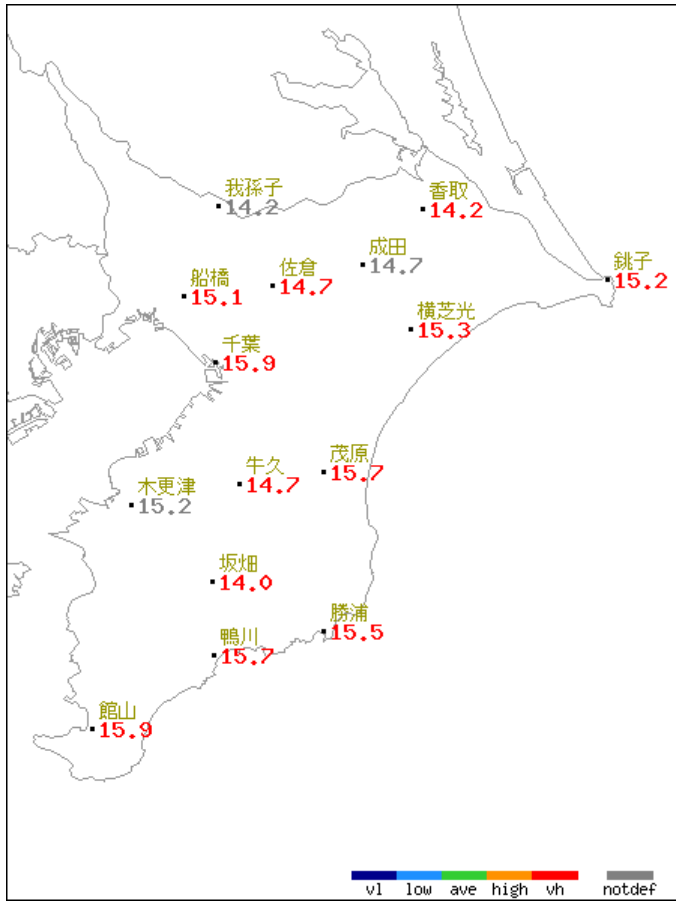 我孫子
14.2
香取
14.2
成田
14.7
銚子
15.2
船橋
15.1
佐倉
14.7
横芝光
15.3
千葉
15.9
茂原
15.7
牛久
14.7
木更津
15.2
坂畑
14.0
勝浦
15.5
鴨川
15.7
館山
15.9
vl low ave high vh notdef